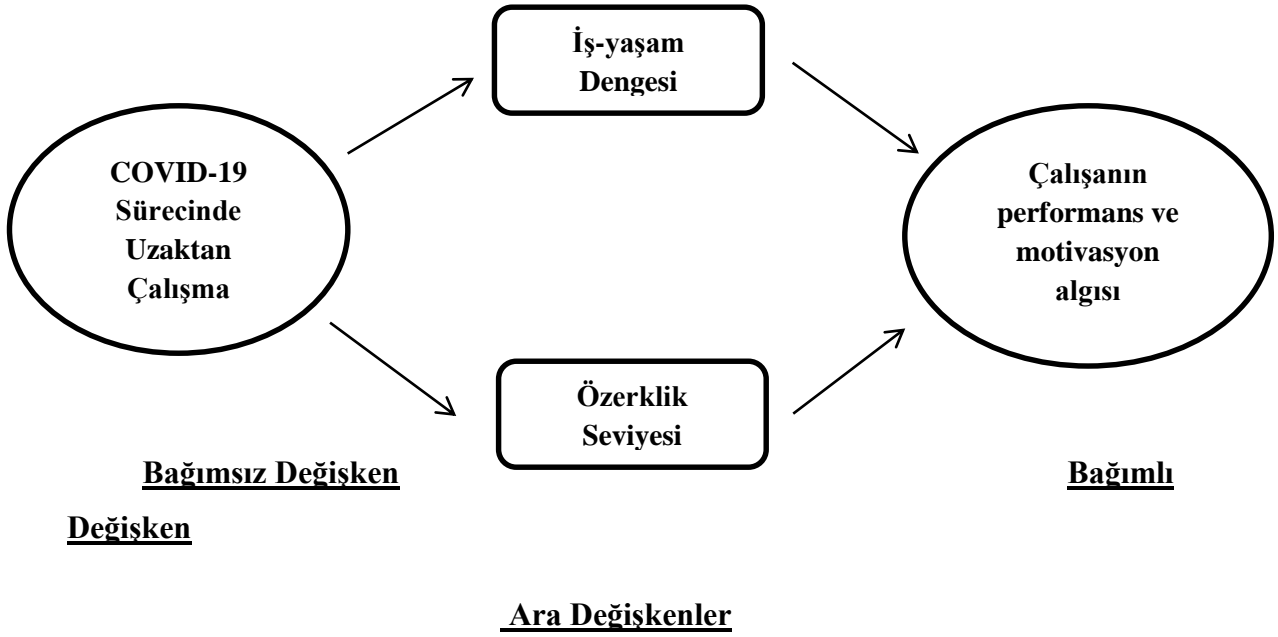 İş-yaşam
Dengesi
COVID-19
Sürecinde
Uzaktan
Çalışma
Çalışanın
performans ve
motivasyon
algısı
Özerklik
Seviyesi
Bağımsız Değişken
Bağımlı
Değişken
Ara Değişkenler